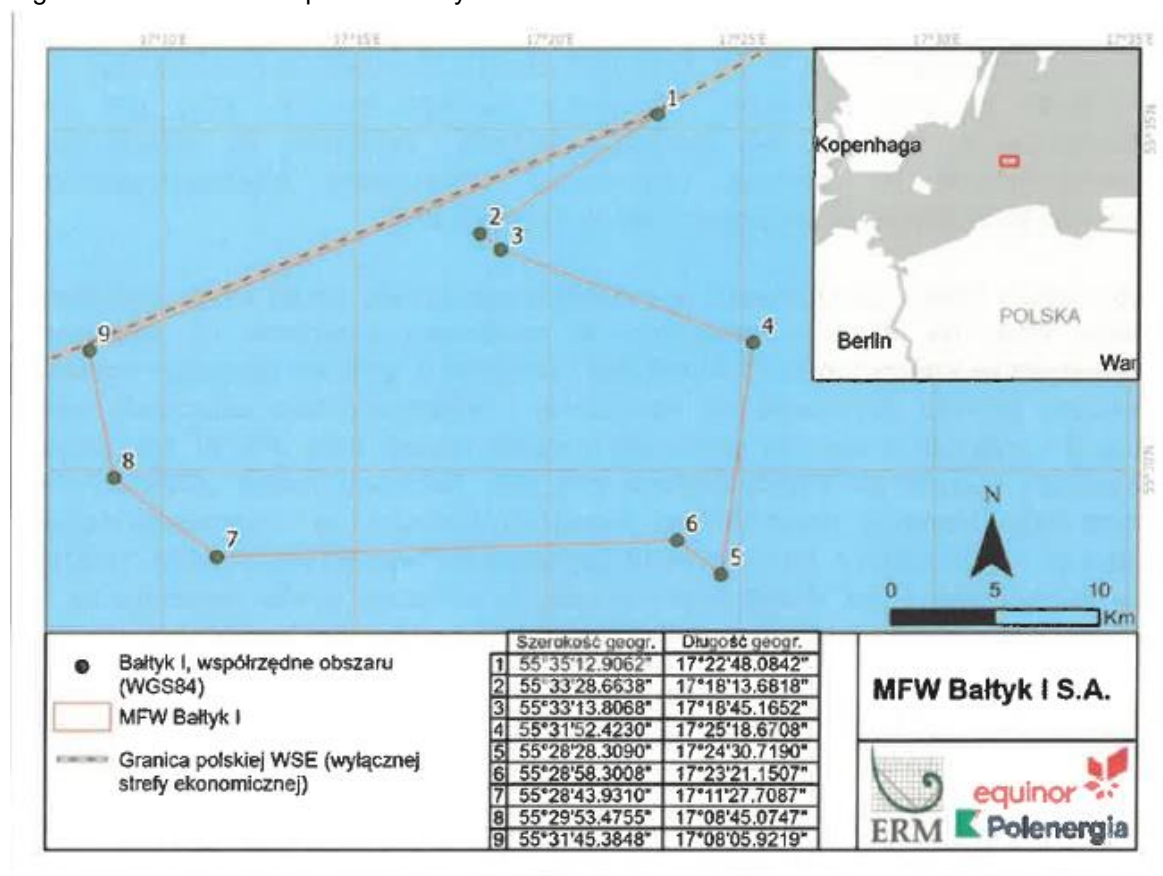 17°10'E 17°15'E 17°20'E 17°25'E 17°30'E 17°35'E
1
55°35'N
Kopenhaga
2
3
POLSKA
4
Berlin
War
9
8
55°30'N
N
6
7
5
0 5 10
Km
Bałtyk I, współrzędne obszaru
(WGS84)
MFW Bałtyk I
Granica polskiej WSE (wyłącznej
strefy ekonomicznej)
Szerokość geogr. Długość geogr.
1 55°35'12.9062" 17°22'48.0842"
2 55°33'28.6638" 17°18'13.6818"
3 55°33'13.8068" 17°18'45.1652"
4 55°31'52.4230" 17°25'18.6708"
5 55°28'28.3090" 17°24'30.7190"
6 55°28'58.3008" 17°23'21.1507"
7 55°28'43.9310" 17°11'27.7087"
8 55°29'53.4755" 17°08'45.0747"
9 55°31'45.3848" 17°08'05.9219"
MFW Bałtyk I S.A.
ERM
equinor
Polenergia